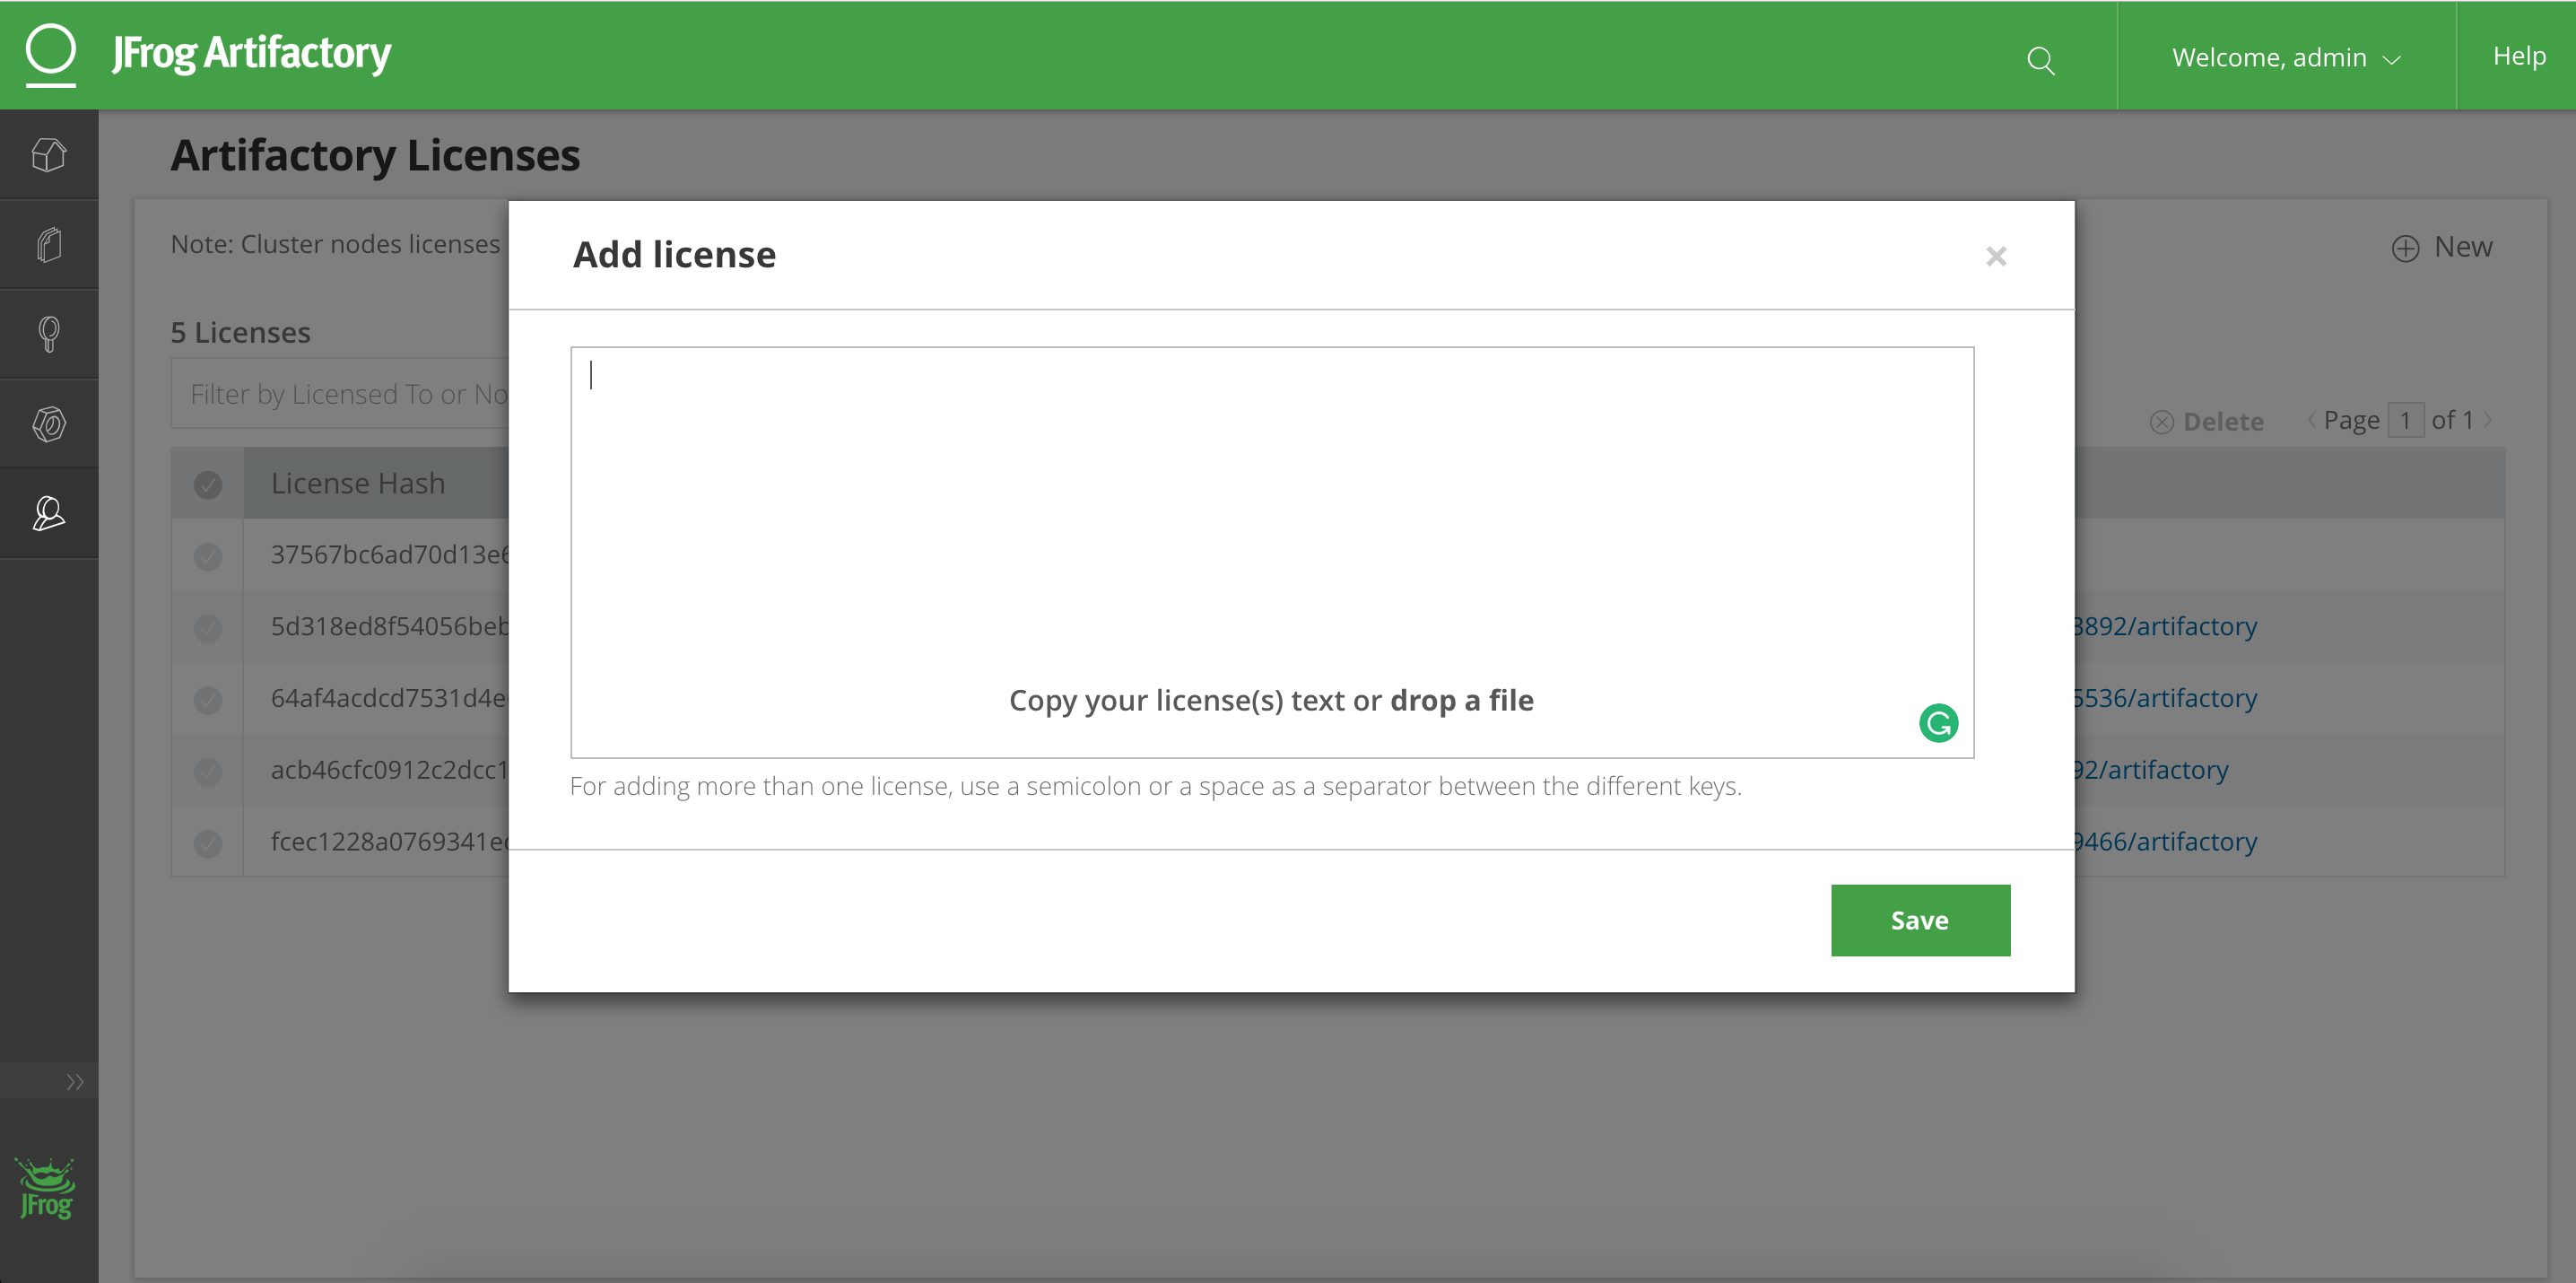 JFrog Artifactory
Welcome, admin
Help
Artifactory Licenses
Note: Cluster nodes licenses
New
Add license
5 Licenses
Filter by Licensed To or No
Delete
Page 1 of 1
License Hash
37567bc6ad70d13e6
5d318ed8f54056beb
3892/artifactory
64af4acdcd7531d4e
5536/artifactory
acb46cfc0912c2dcc1
92/artifactory
fcec1228a0769341ec
9466/artifactory
Copy your license(s) text or drop a file
For adding more than one license, use a semicolon or a space as a separator between the different keys.
Save
JFrog